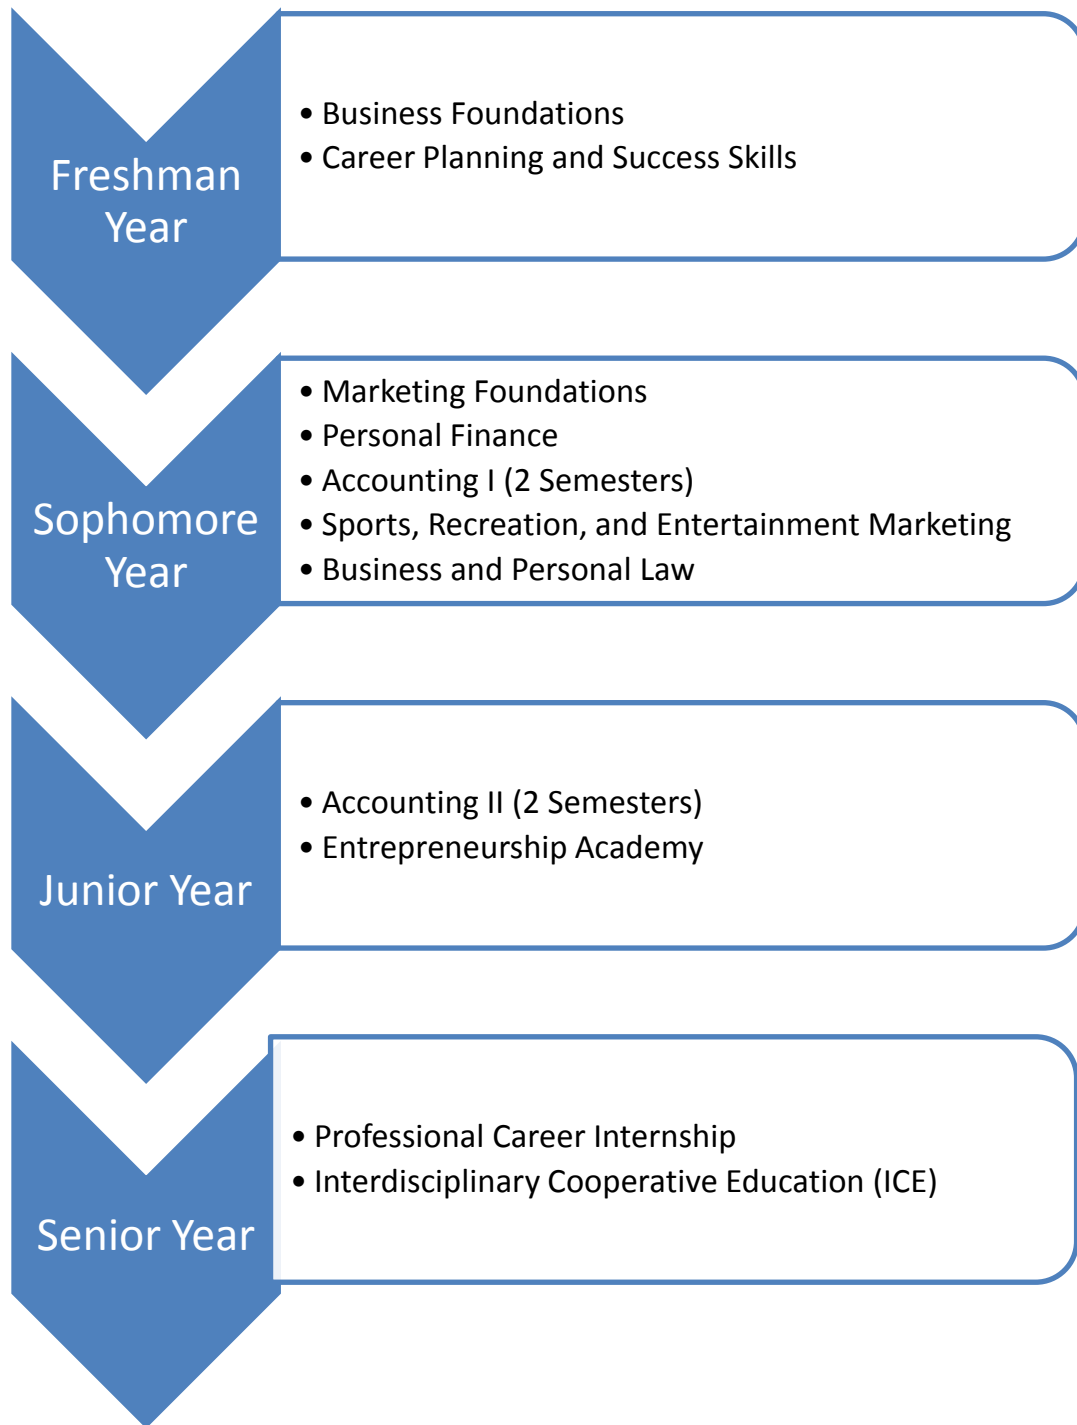 Freshman
Year
• Business Foundations
• Career Planning and Success Skills
Sophomore
Year
• Marketing Foundations
• Personal Finance
• Accounting I (2 Semesters)
• Sports, Recreation, and Entertainment Marketing
• Business and Personal Law
Junior Year
• Accounting II (2 Semesters)
• Entrepreneurship Academy
Senior Year
• Professional Career Internship
• Interdisciplinary Cooperative Education (ICE)